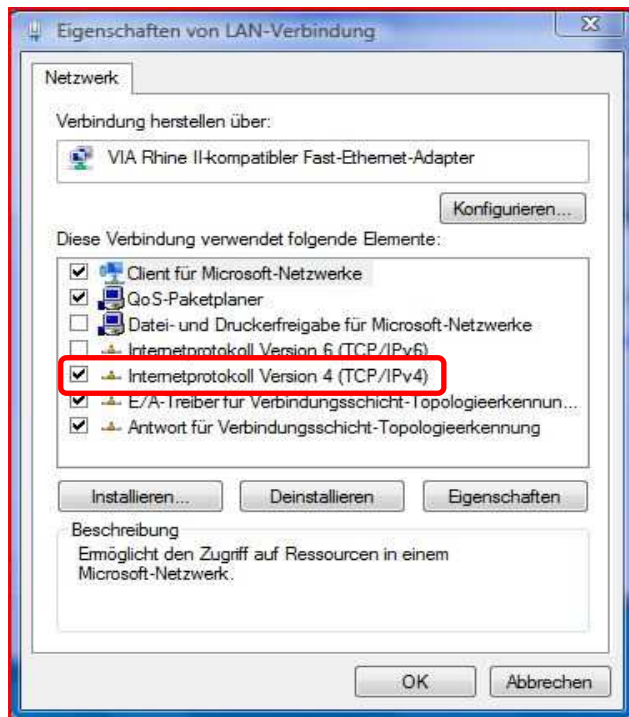 Eigenschaften von LAN-Verbindung
Netzwerk
Verbindung herstellen über:
VIA Rhine II-kompatibler Fast-Ethernet-Adapter
Konfigurieren...
Diese Verbindung verwendet folgende Elemente:
Client für Microsoft-Netzwerke
QoS-Paketplaner
Datei- und Druckerfreigabe für Microsoft-Netzwerke
Internetprotokoll Version 6 (TCP/IPv6)
Internetprotokoll Version 4 (TCP/IPv4)
E/A-Treiber für Verbindungsschicht-Topologieerkennun...
Antwort für Verbindungsschicht-Topologieerkennung
Installieren... Deinstallieren Eigenschaften
Beschreibung
Ermöglicht den Zugriff auf Ressourcen in einem
Microsoft-Netzwerk.
OK Abbrechen